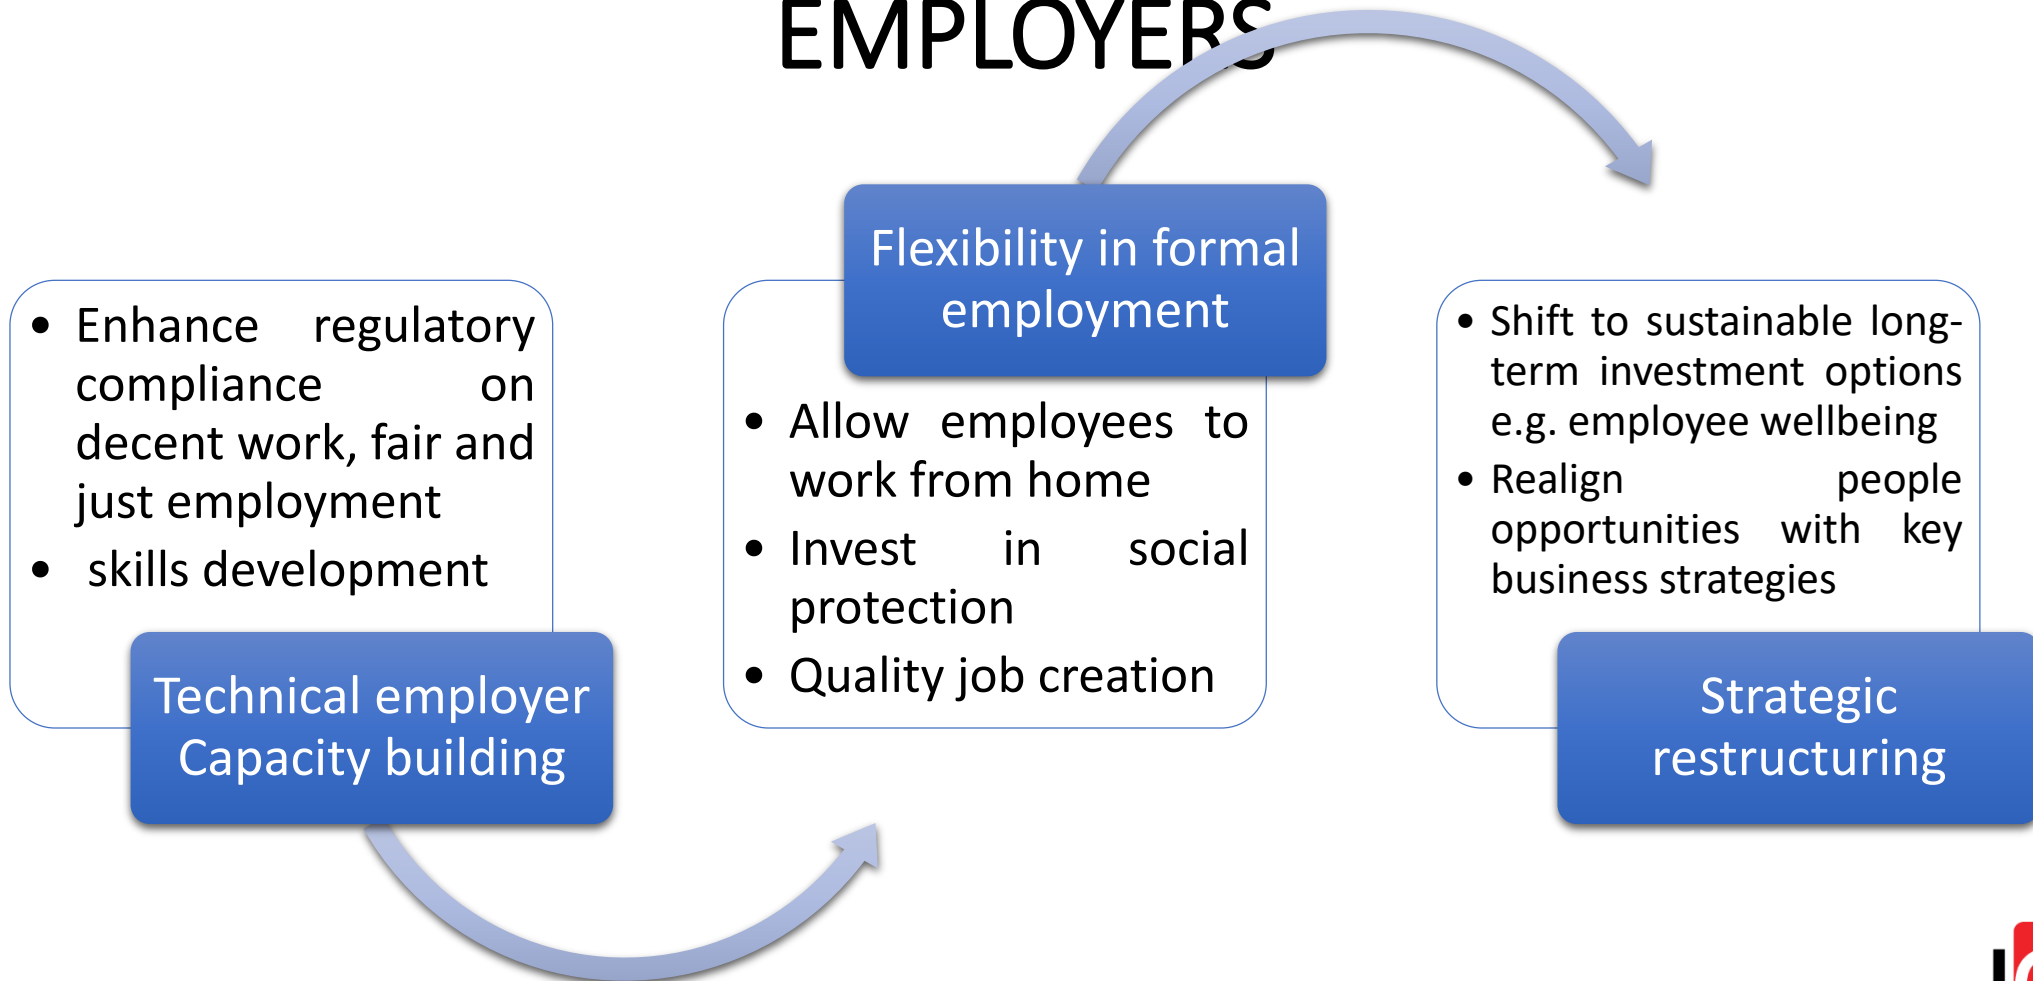 EMPLOYERS
• Enhance regulatory
compliance on
decent work, fair and
just employment
• skills development
Technical employer
Capacity building
Flexibility in formal
employment
• Allow employees to
work from home
• Invest in social
protection
• Quality job creation
• Shift to sustainable long-
term investment options
e.g. employee wellbeing
• Realign people
opportunities with key
business strategies
Strategic
restructuring